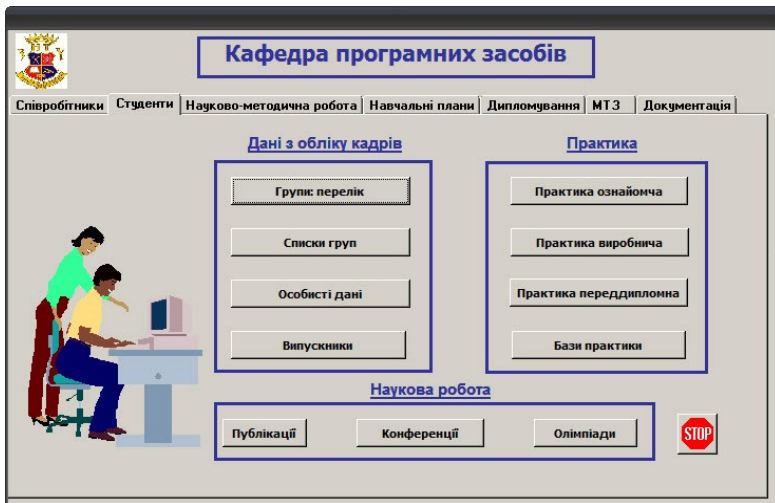 Кафедра програмних засобів
Співробітники Студенти Науково-методична робота Навчальні плани Дипломування МТЗ Документація
Дані з обліку кадрів
Групи: перелік
Списки груп
Особисті дані
Випускники
Практика
Практика ознайомча
Практика виробнича
Практика переддипломна
Бази практики
Наукова робота
Публікації Конференції Олімпіади
STOP